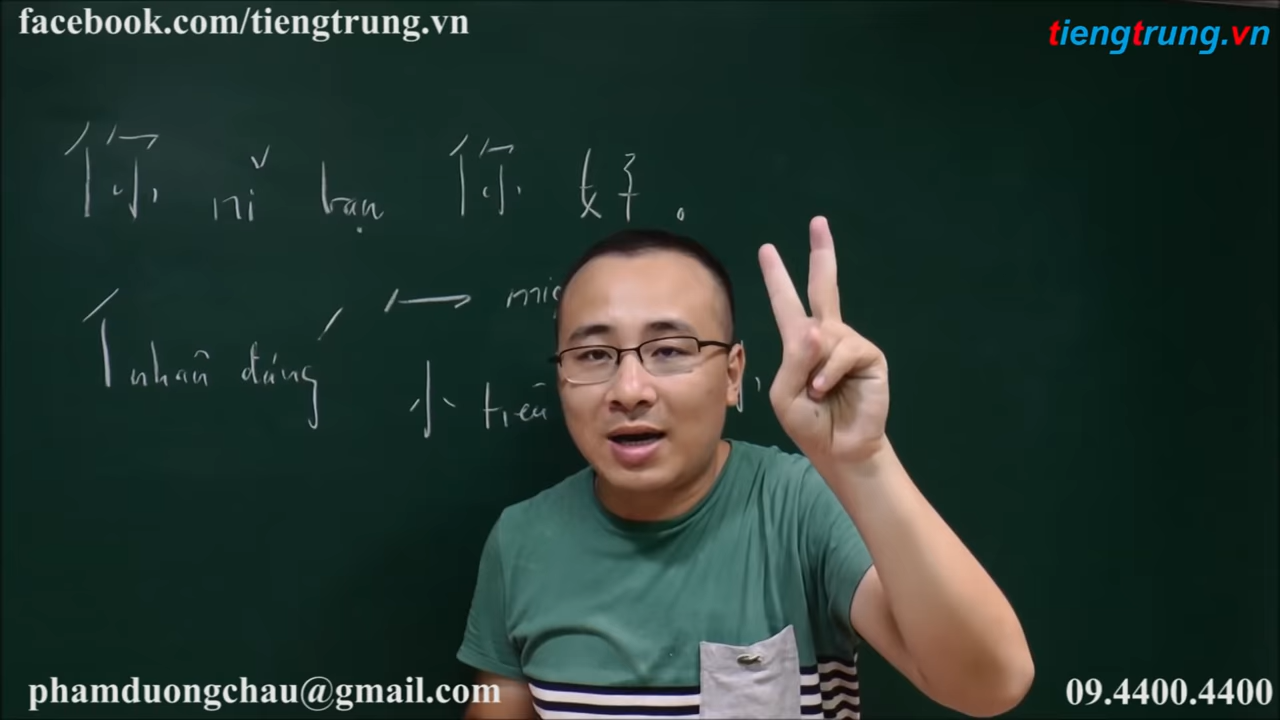 facebook.com/tiengtrung.vn
tiengtrung.vn
你 nǐ bạn 你 好 。
亻 nhân đứng →
小
phamduongchau@gmail.com
09.4400.4400